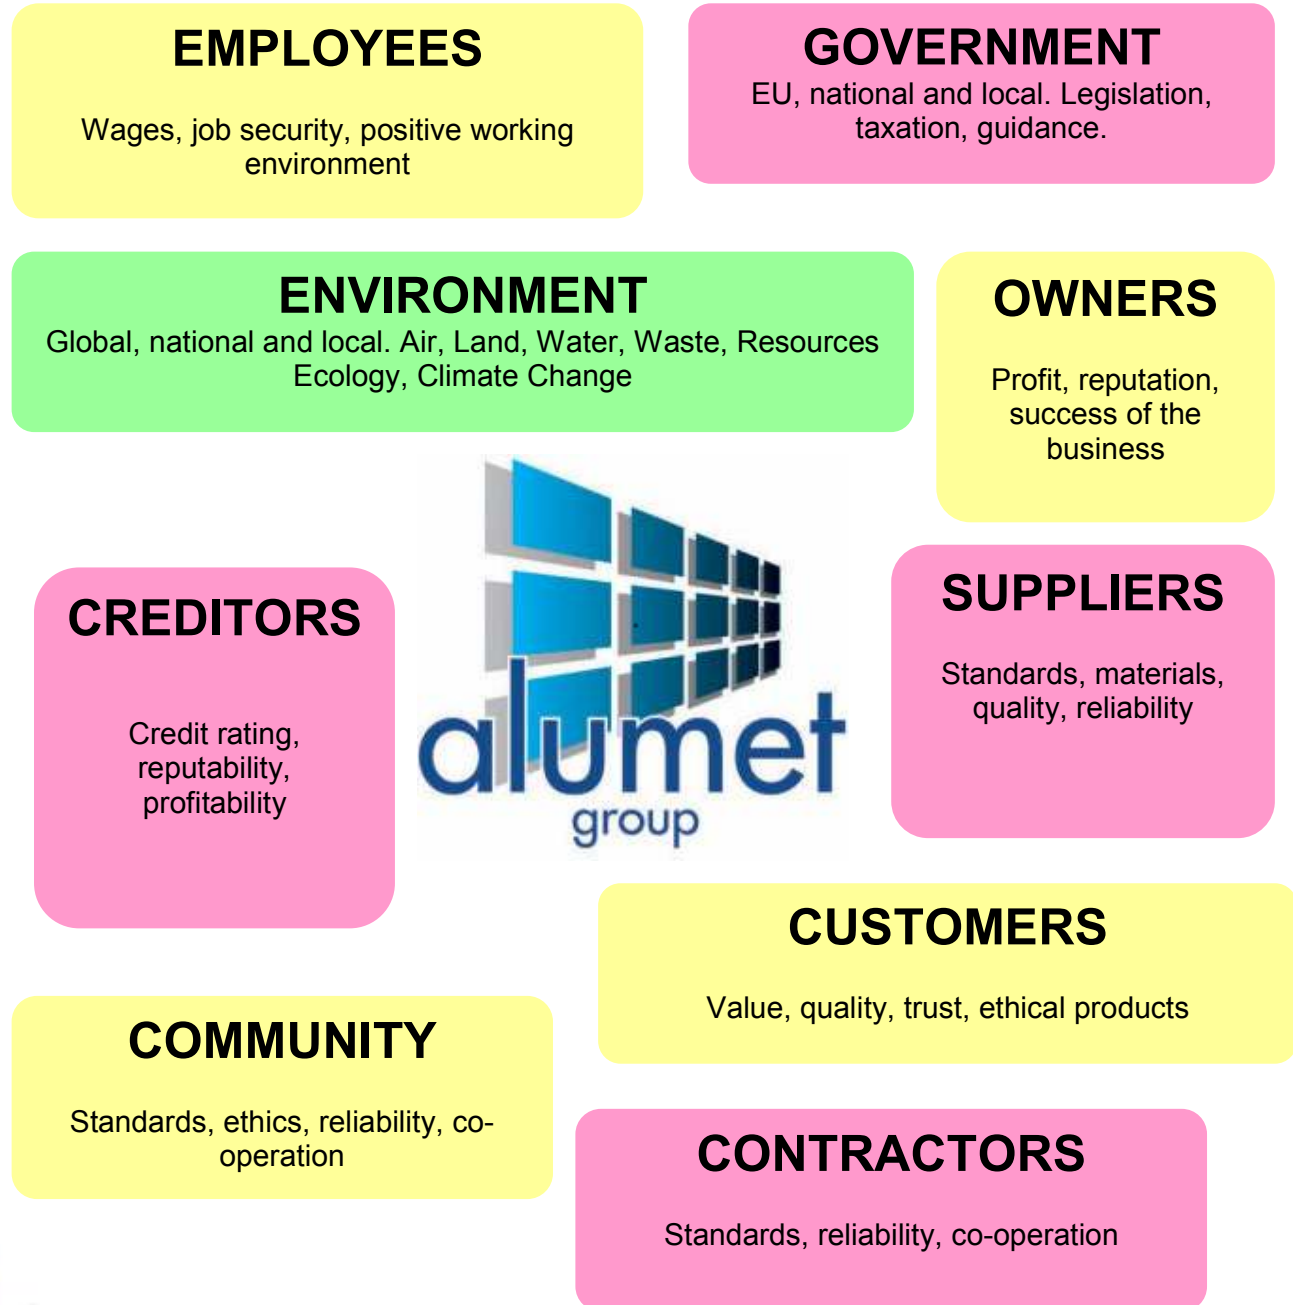 EMPLOYEES
Wages, job security, positive working
environment
GOVERNMENT
EU, national and local. Legislation,
taxation, guidance.
ENVIRONMENT
Global, national and local. Air, Land, Water, Waste, Resources
Ecology, Climate Change
OWNERS
Profit, reputation,
success of the
business
CREDITORS
Credit rating,
reputability,
profitability
alumet
group
SUPPLIERS
Standards, materials,
quality, reliability
CUSTOMERS
Value, quality, trust, ethical products
COMMUNITY
Standards, ethics, reliability, co-
operation
CONTRACTORS
Standards, reliability, co-operation